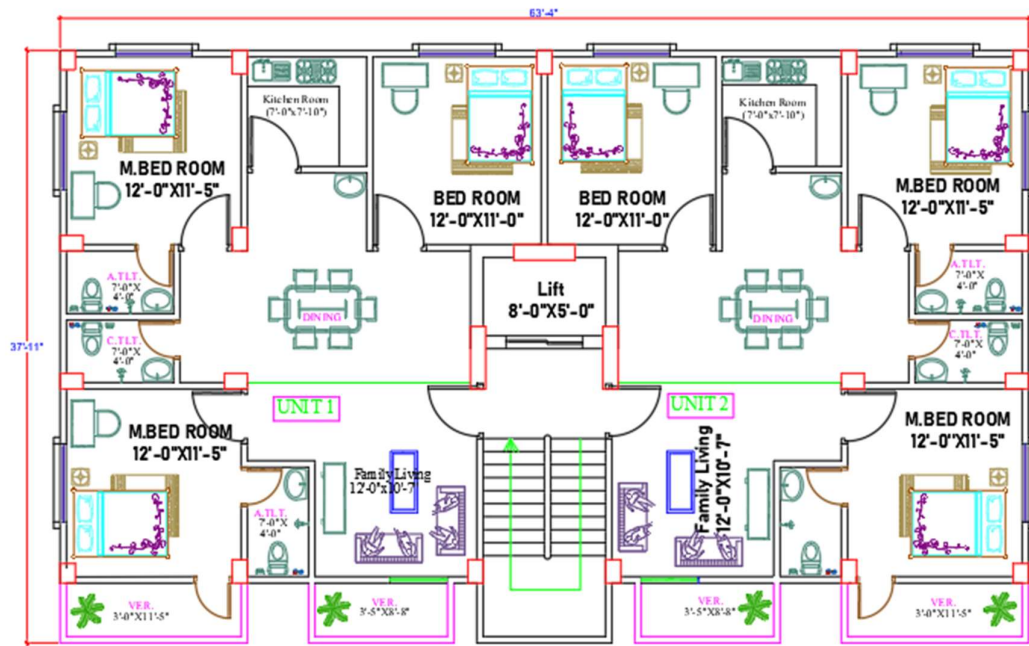 63'-4"
37'-11"
M.BED ROOM
12'-0"X11'-5"
Kitchen Room
(7'-0"x7'-10")
BED ROOM
12'-0"X11'-0"
BED ROOM
12'-0"X11'-0"
Kitchen Room
(7'-0"x7'-10")
M.BED ROOM
12'-0"X11'-5"
A.TLT.
7'-0"X
4'-0"
DINING
Lift
8'-0"X5'-0"
DINING
A.TLT.
7'-0"X
4'-0"
C.TLT.
7'-0"X
4'-0"
C.TLT.
7'-0"X
4'-0"
UNIT 1
UNIT 2
M.BED ROOM
12'-0"X11'-5"
Family Living
12'-0"x10'-7
Family Living
12'-0"X10'-7"
M.BED ROOM
12'-0"X11'-5"
A.TLT.
7'-0"X
4'-0"
VER.
3'-0"X11'-5"
VER.
3'-5"X8'-8"
VER.
3'-5"X8'-8"
VER.
3'-0"X11'-5"